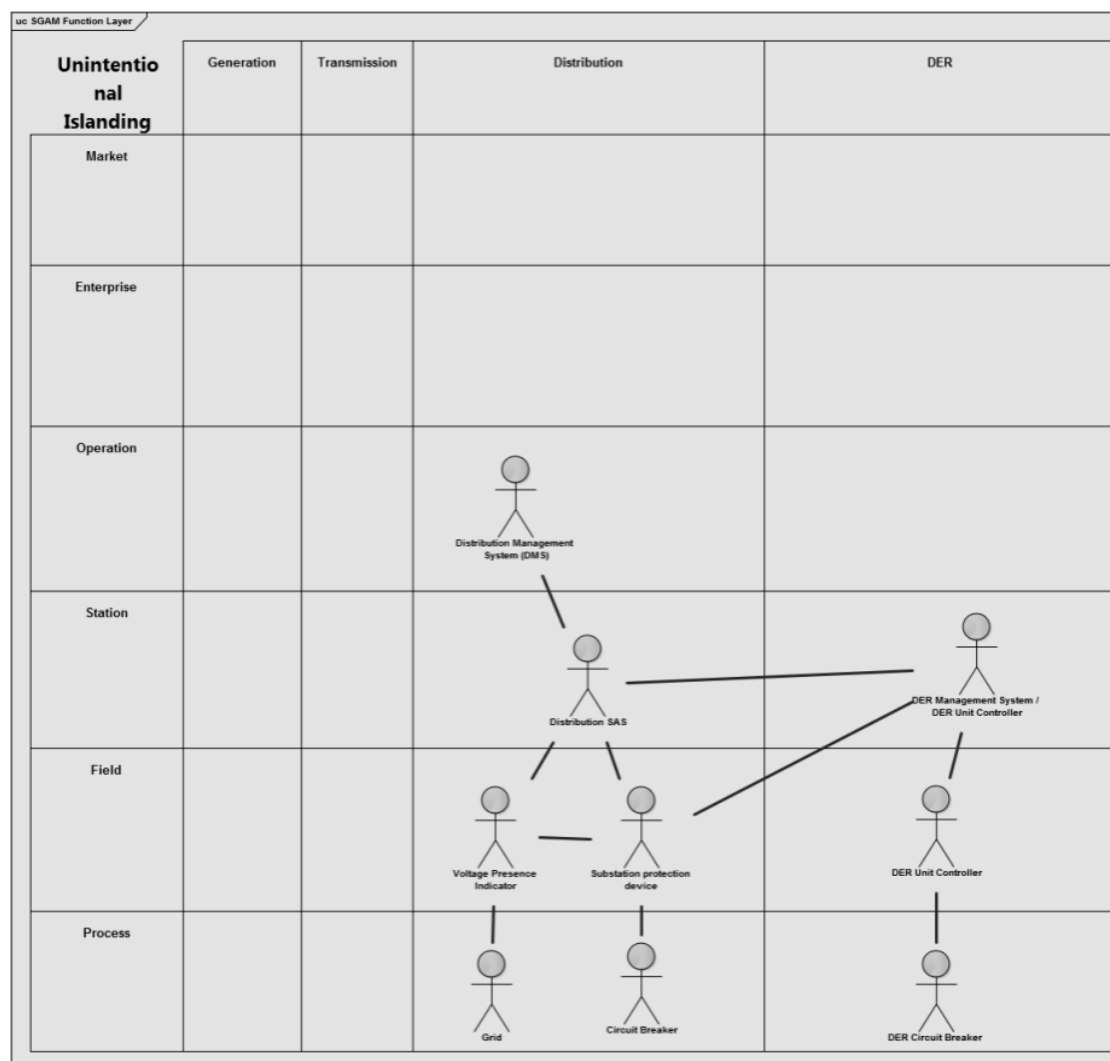 uc SGAM Function Layer
Unintentio
nal
Islanding
Generation
Transmission
Distribution
DER
Market
Enterprise
Operation
Distribution Management
System (DMS)
Station
Distribution SAS
DER Management System /
DER Unit Controller
Field
Voltage Presence
Indicator
Substation protection
device
DER Unit Controller
Process
Grid
Circuit Breaker
DER Circuit Breaker